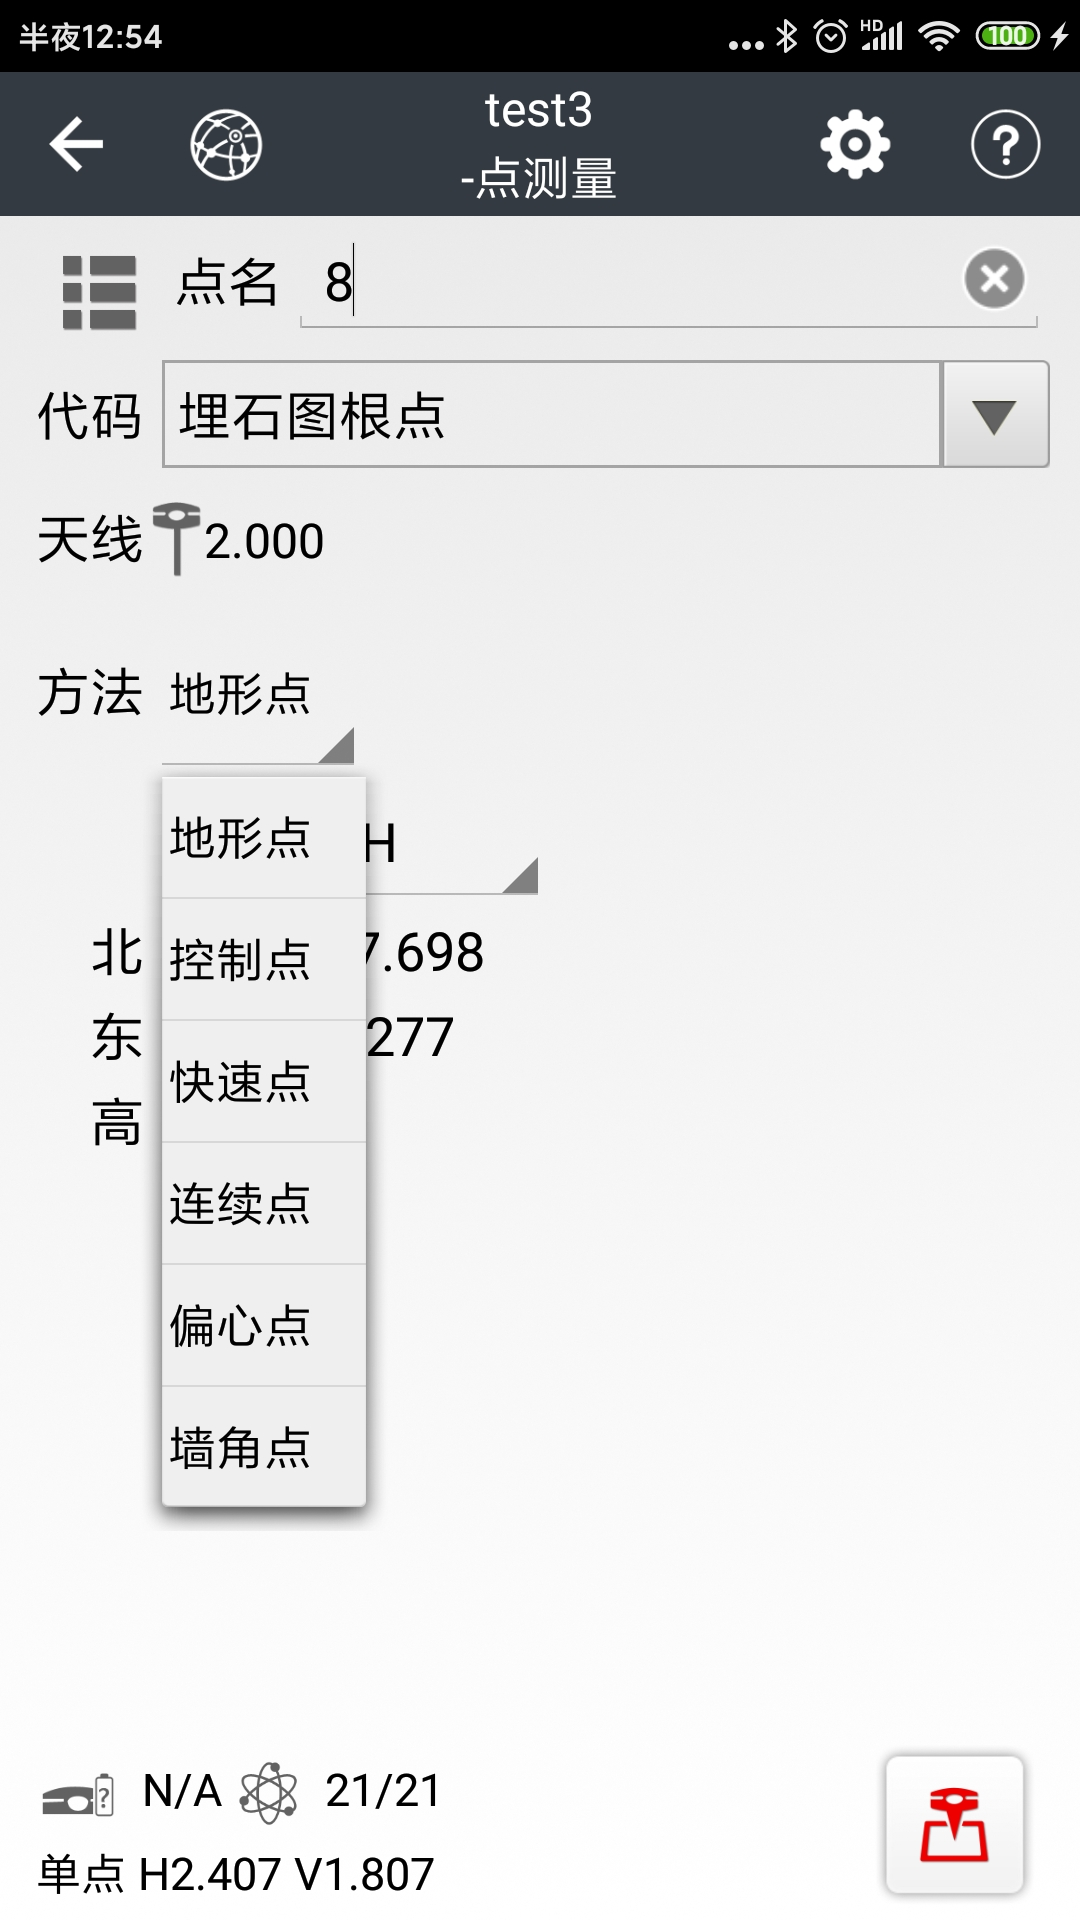 半夜12:54
HD
100
test3
-点测量
点名 8
代码 埋石图根点
天线 2.000
方法 地形点
地形点
H
控制点
北 7.698
东 277
快速点
高
连续点
偏心点
墙角点
N/A 21/21
单点 H2.407 V1.807